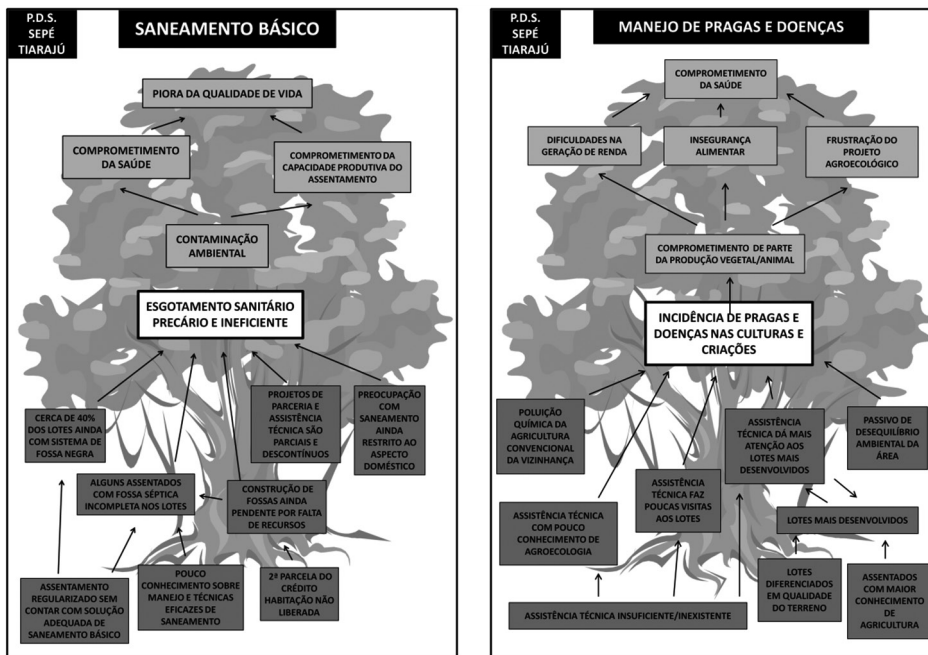 P.D.S.
SEPÉ
TIARAJÚ
SANEAMENTO BÁSICO
PIORA DA QUALIDADE DE VIDA
COMPROMETIMENTO
DA SAÚDE
COMPROMETIMENTO DA
CAPACIDADE PRODUTIVA DO
ASSENTAMENTO
CONTAMINAÇÃO
AMBIENTAL
ESGOTAMENTO SANITÁRIO
PRECÁRIO E INEFICIENTE
CERCA DE 40%
DOS LOTES AINDA
COM SISTEMA DE
FOSSA NEGRA
PROJETOS DE
PARCERIA E
ASSISTÊNCIA
TÉCNICA SÃO
PARCIAIS E
DESCONTÍNUOS
PREOCUPAÇÃO
COM
SANEAMENTO
AINDA
RESTRITO AO
ASPECTO
DOMÉSTICO
ALGUNS ASSENTADOS
COM FOSSA SÉPTICA
INCOMPLETA NOS LOTES
CONSTRUÇÃO DE
FOSSAS AINDA
PENDENTE POR FALTA
DE RECURSOS
ASSENTAMENTO
REGULARIZADO SEM
CONTAR COM SOLUÇÃO
ADEQUADA DE
SANEAMENTO BÁSICO
POUCO
CONHECIMENTO SOBRE
MANEJO E TÉCNICAS
EFICAZES DE
SANEAMENTO
2ª PARCELA DO
CRÉDITO
HABITAÇÃO NÃO
LIBERADA
P.D.S.
SEPÉ
TIARAJÚ
MANEJO DE PRAGAS E DOENÇAS
COMPROMETIMENTO
DA SAÚDE
DIFICULDADES NA
GERAÇÃO DE RENDA
INSEGURANÇA
ALIMENTAR
FRUSTRAÇÃO DO
PROJETO
AGROECOLÓGICO
COMPROMETIMENTO DE PARTE
DA PRODUÇÃO VEGETAL/ANIMAL
INCIDÊNCIA DE PRAGAS E
DOENÇAS NAS CULTURAS E
CRIAÇÕES
POLUIÇÃO
QUÍMICA DA
AGRICULTURA
CONVENCIONAL
DA VIZINHANÇA
ASSISTÊNCIA
TÉCNICA DÁ MAIS
ATENÇÃO AOS
LOTES MAIS
DESENVOLVIDOS
PASSIVO DE
DESEQUILÍBRIO
AMBIENTAL DA
ÁREA
ASSISTÊNCIA TÉCNICA
COM POUCO
CONHECIMENTO DE
AGROECOLOGIA
ASSISTÊNCIA
TÉCNICA FAZ
POUCAS VISITAS
AOS LOTES
LOTES MAIS DESENVOLVIDOS
ASSISTÊNCIA TÉCNICA INSUFICIENTE/INEXISTENTE
LOTES
DIFERENCIADOS
EM QUALIDADE
DO TERRENO
ASSENTADOS
COM MAIOR
CONHECIMENTO
DE
AGRICULTURA